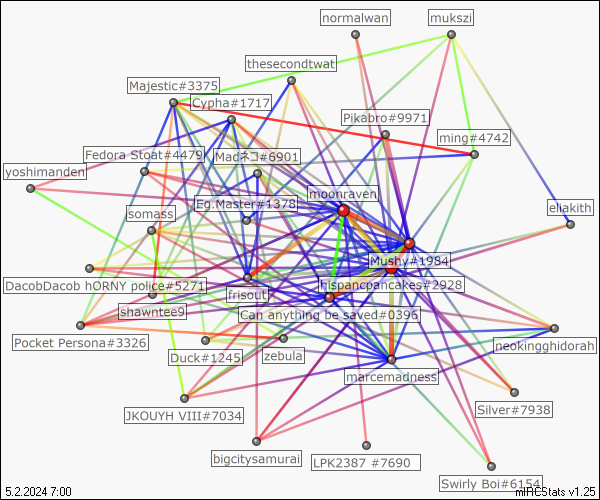 normalwan
mukszi
thesecondtwat
Majestic#3375
Cypha#1717
Pikabro#9971
ming#4742
Fedora Stoat#4479
Madネコ#6901
yoshimanden
moonraven
Eg.Master#1378
somass
eliakith
Mushy#1984
DacobDacob hORNY police#5271
hispancpancakes#2928
frisout
shawntee9
Can anything be saved#0396
Pocket Persona#3326
Duck#1245
zebula
neokingghidorah
marcemadness
JKOUYH VIII#7034
Silver#7938
bigcitysamurai
LPK2387 #7690
Swirly Boi#6154
5.2.2024 7:00
mIRCStats v1.25